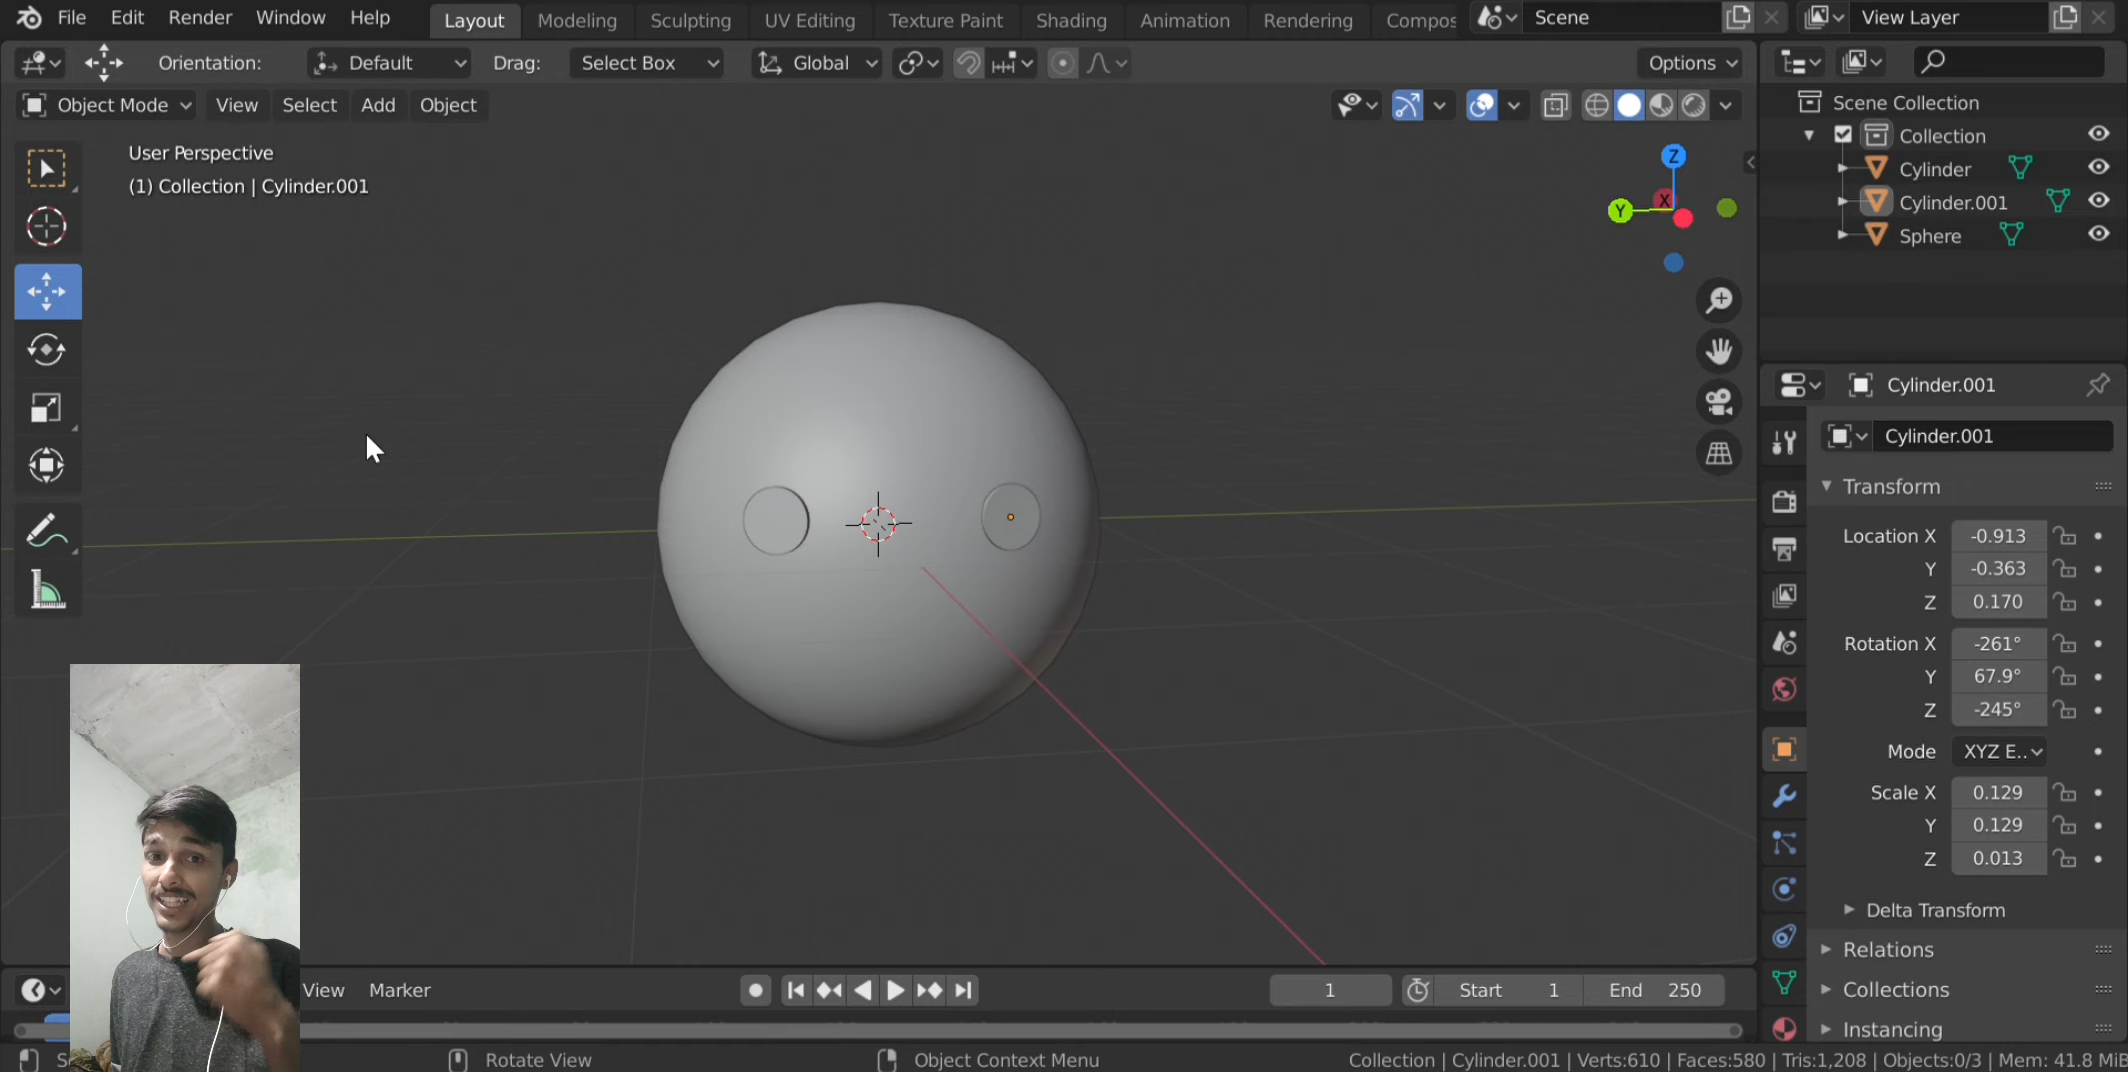 File Edit Render Window Help Layout Modeling Sculpting UV Editing Texture Paint Shading Animation Rendering Compos Scene View Layer
Orientation: Default Drag: Select Box Global Options
Object Mode View Select Add Object
User Perspective
(1) Collection | Cylinder.001
Z
Y
X
Scene Collection
Collection
Cylinder
Cylinder.001
Sphere
Cylinder.001
Cylinder.001
Transform
Location X -0.913
Y -0.363
Z 0.170
Rotation X -261°
Y 67.9°
Z -245°
Mode XYZ E..
Scale X 0.129
Y 0.129
Z 0.013
Delta Transform
Relations
Collections
Instancing
View Marker 1 Start 1 End 250
Rotate View Object Context Menu Collection | Cylinder.001 | Verts:610 | Faces:580 | Tris:1,208 | Objects:0/3 | Mem: 41.8 MiB